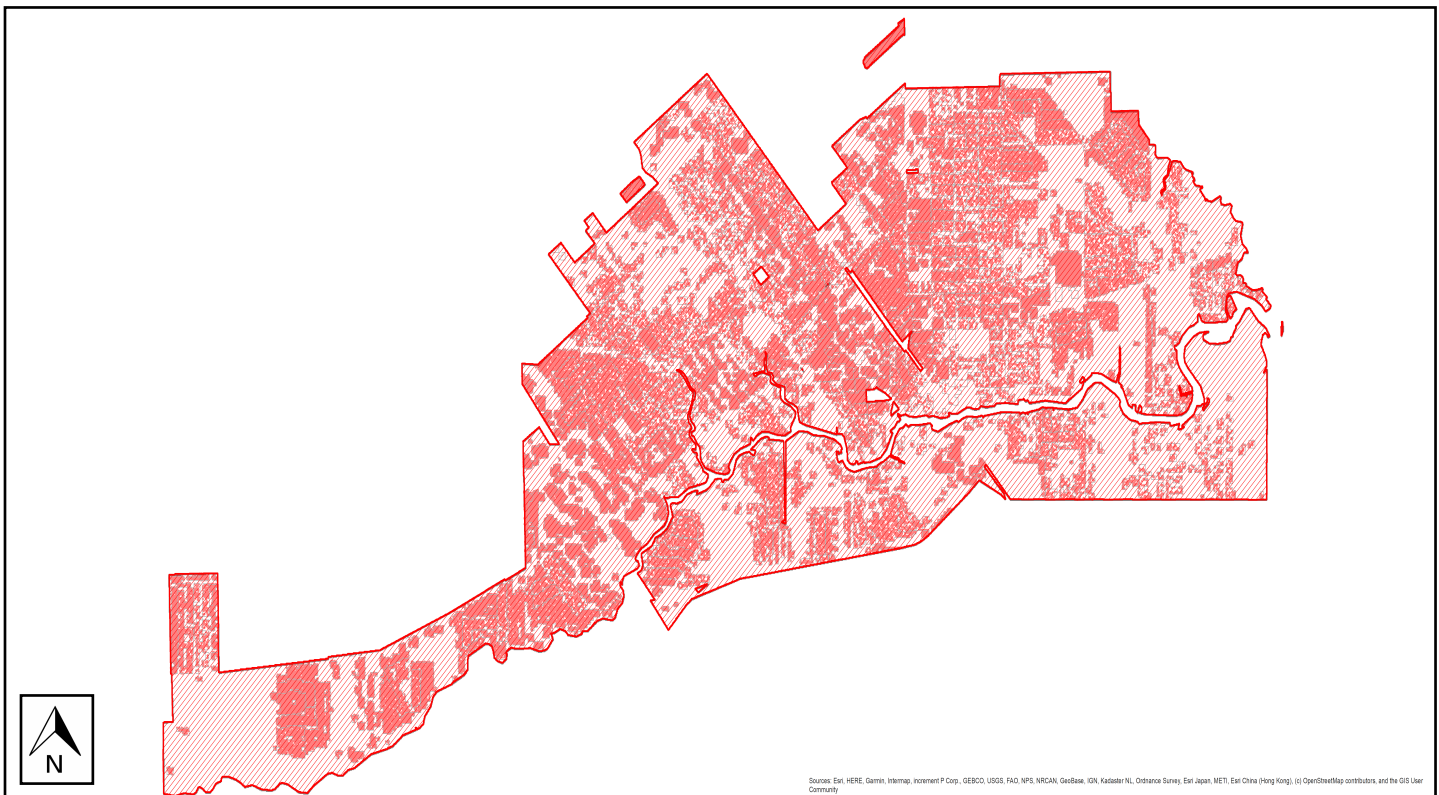 N
Sources: Esri, HERE, Garmin, Intermap, increment P Corp., GEBCO, USGS, FAO, NPS, NRCAN, GeoBase, IGN, Kadaster NL, Ordnance Survey, Esri Japan, METI, Esri China (Hong Kong), (c) OpenStreetMap contributors, and the GIS User
Community